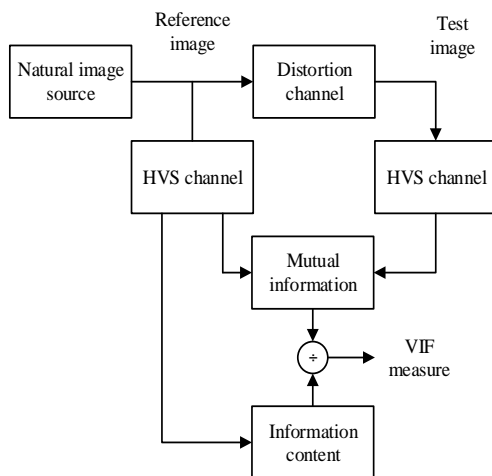 Reference
image
Test
image
Natural image
source
Distortion
channel
HVS channel
HVS channel
Mutual
information
÷
VIF
measure
Information
content